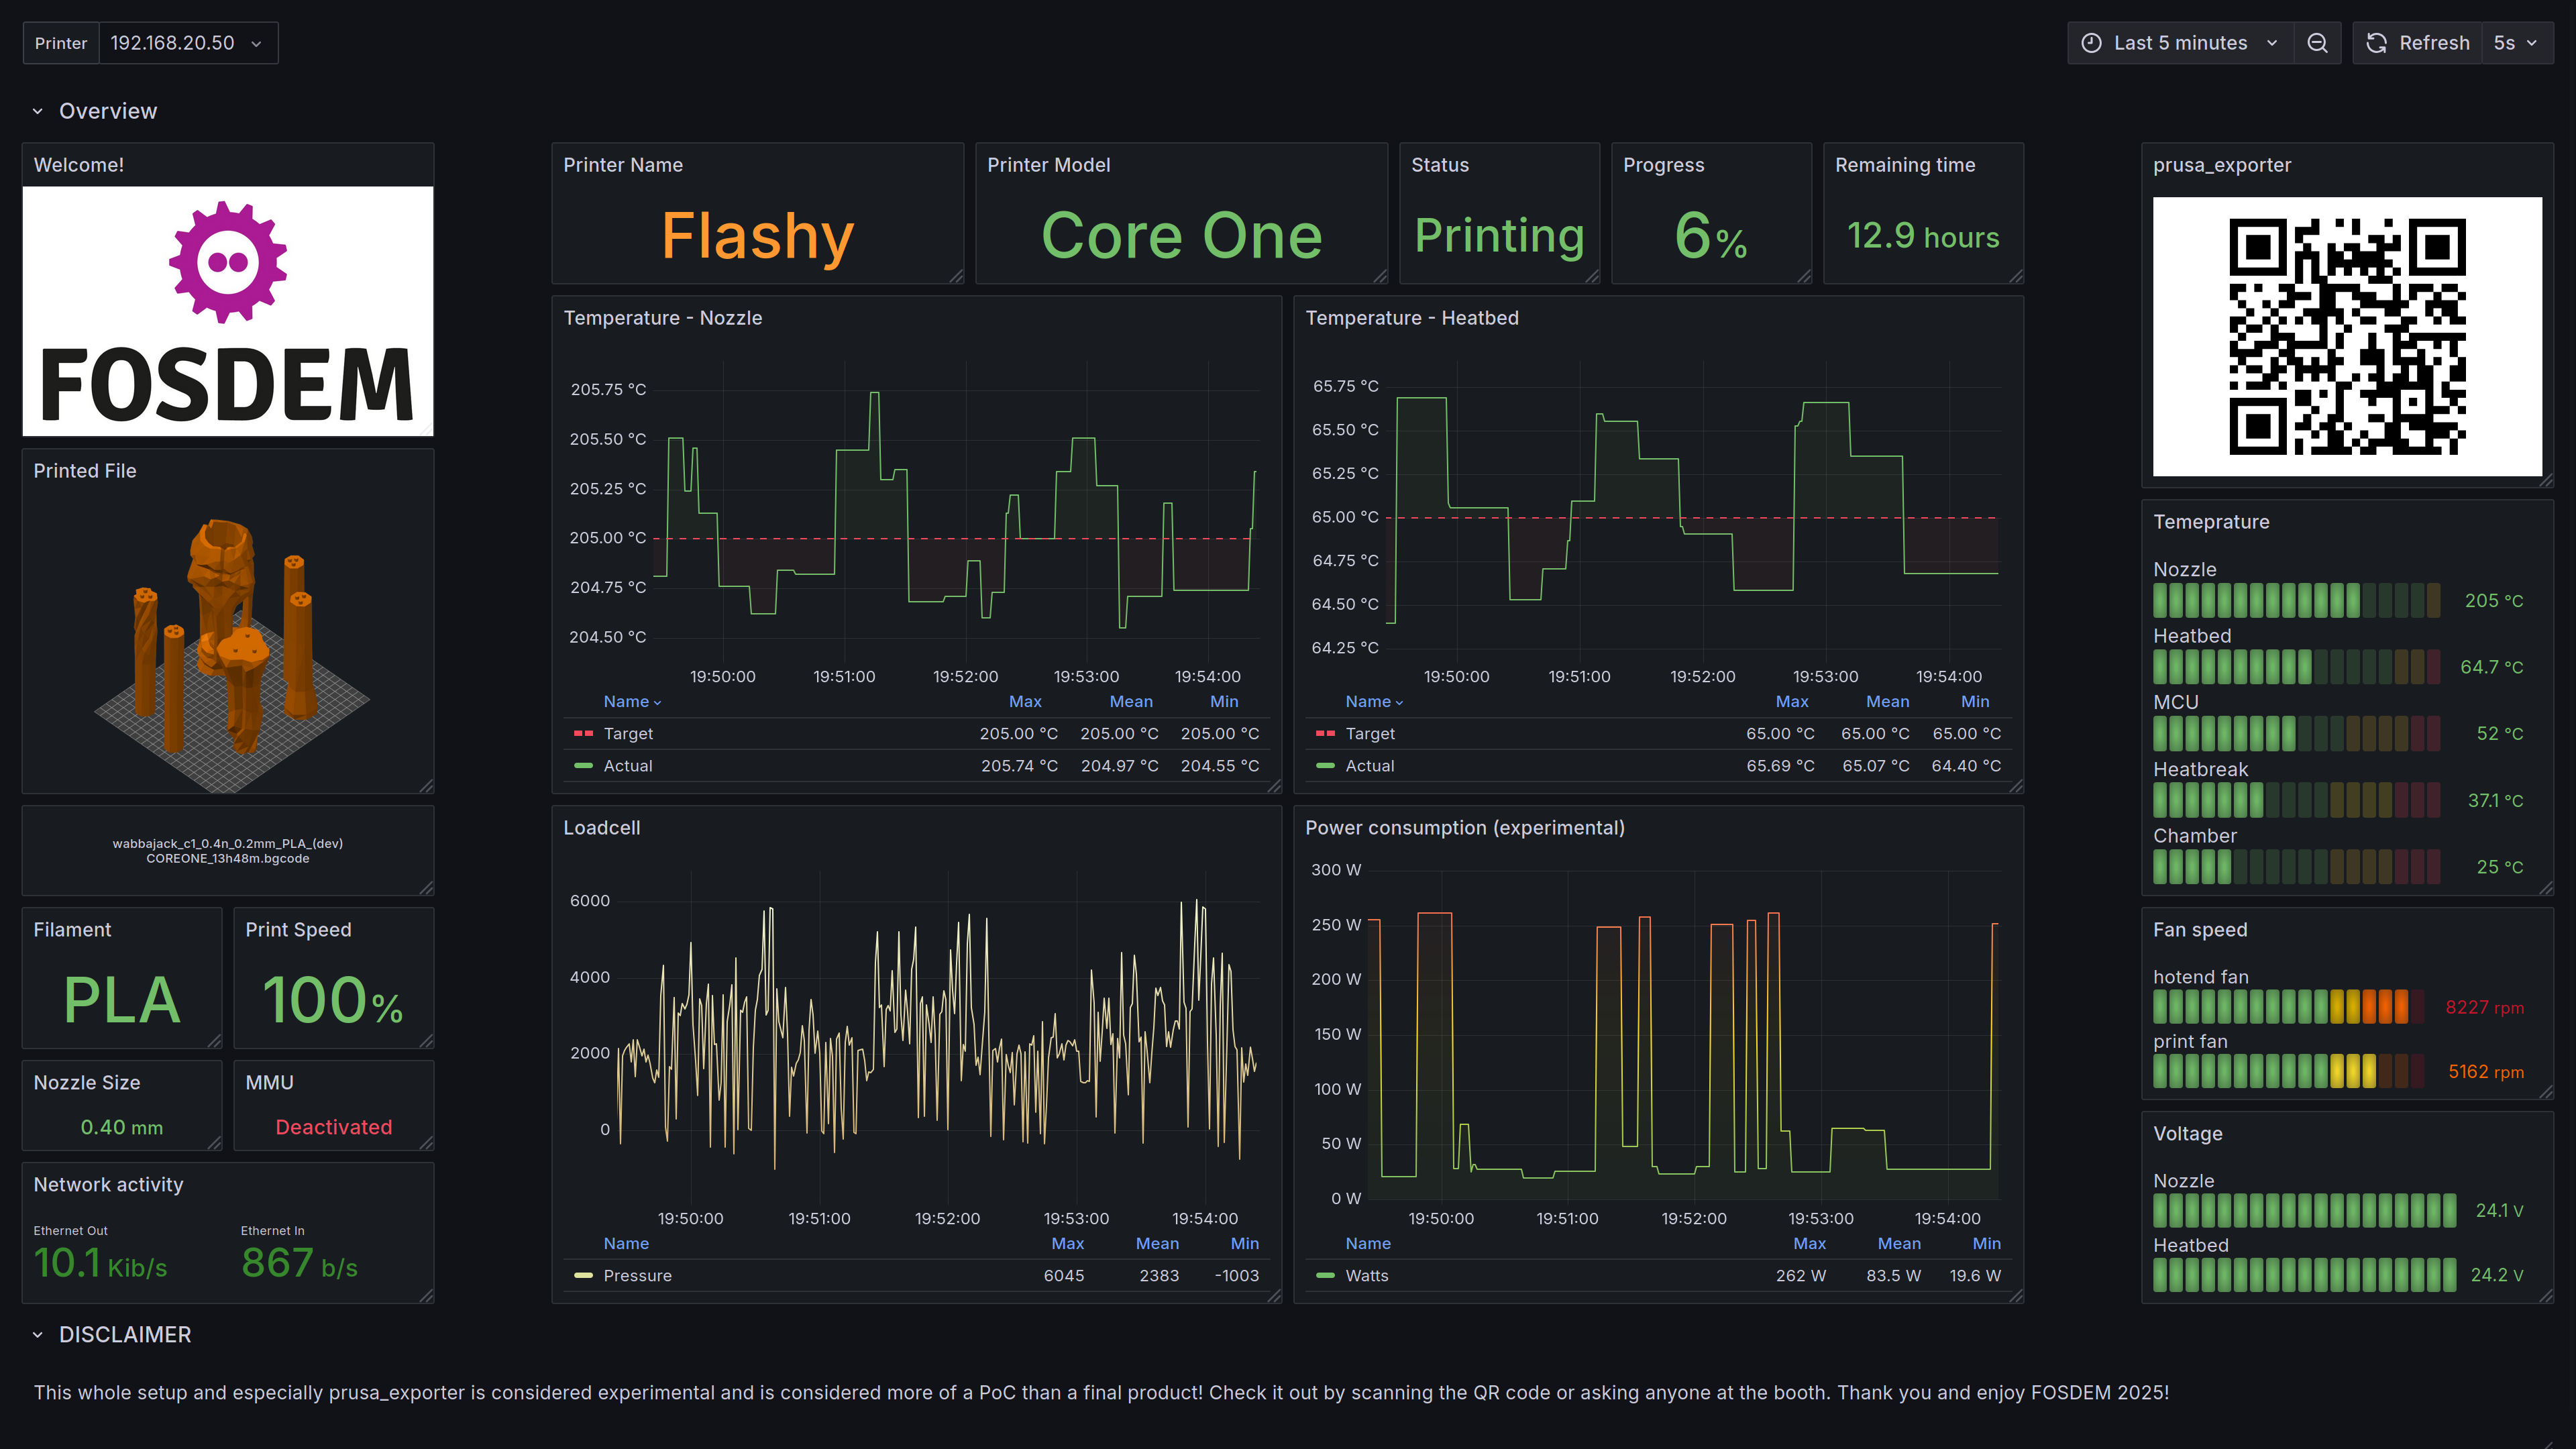 Printer 192.168.20.50
Last 5 minutes Refresh 5s
Overview
Welcome!
FOSDEM
Printed File
wabbajack_c1_0.4n_0.2mm_PLA_(dev)
COREONE_13h48m.bgcode
Filament
PLA
Print Speed
100%
Nozzle Size
0.40 mm
MMU
Deactivated
Network activity
Ethernet Out
10.1 Kib/s
Ethernet In
867 b/s
Printer Name
Flashy
Printer Model
Core One
Status
Printing
Progress
6%
Remaining time
12.9 hours
Temperature - Nozzle
205.75 °C
205.50 °C
205.25 °C
205.00 °C
204.75 °C
204.50 °C
19:50:00 19:51:00 19:52:00 19:53:00 19:54:00
Name Max Mean Min
Target 205.00 °C 205.00 °C 205.00 °C
Actual 205.74 °C 204.97 °C 204.55 °C
Temperature - Heatbed
65.75 °C
65.50 °C
65.25 °C
65.00 °C
64.75 °C
64.50 °C
64.25 °C
19:50:00 19:51:00 19:52:00 19:53:00 19:54:00
Name Max Mean Min
Target 65.00 °C 65.00 °C 65.00 °C
Actual 65.69 °C 65.07 °C 64.40 °C
Loadcell
6000
4000
2000
0
19:50:00 19:51:00 19:52:00 19:53:00 19:54:00
Name Max Mean Min
Pressure 6045 2383 -1003
Power consumption (experimental)
300 W
250 W
200 W
150 W
100 W
50 W
0 W
19:50:00 19:51:00 19:52:00 19:53:00 19:54:00
Name Max Mean Min
Watts 262 W 83.5 W 19.6 W
prusa_exporter
Temeprature
Nozzle
205 °C
Heatbed
64.7 °C
MCU
52 °C
Heatbreak
37.1 °C
Chamber
25 °C
Fan speed
hotend fan
8227 rpm
print fan
5162 rpm
Voltage
Nozzle
24.1 V
Heatbed
24.2 V
DISCLAIMER
This whole setup and especially prusa_exporter is considered experimental and is considered more of a PoC than a final product! Check it out by scanning the QR code or asking anyone at the booth. Thank you and enjoy FOSDEM 2025!